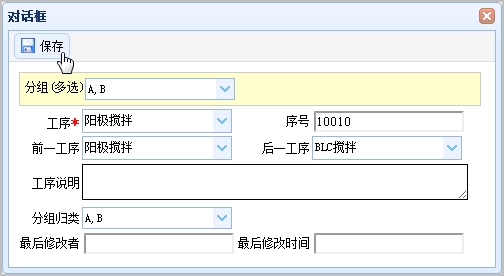 对话框
保存
分组(多选) A,B
工序* 阳极搅拌 序号 10010
前一工序 阳极搅拌 后一工序 BLC搅拌
工序说明
分组归类 A,B
最后修改者 最后修改时间